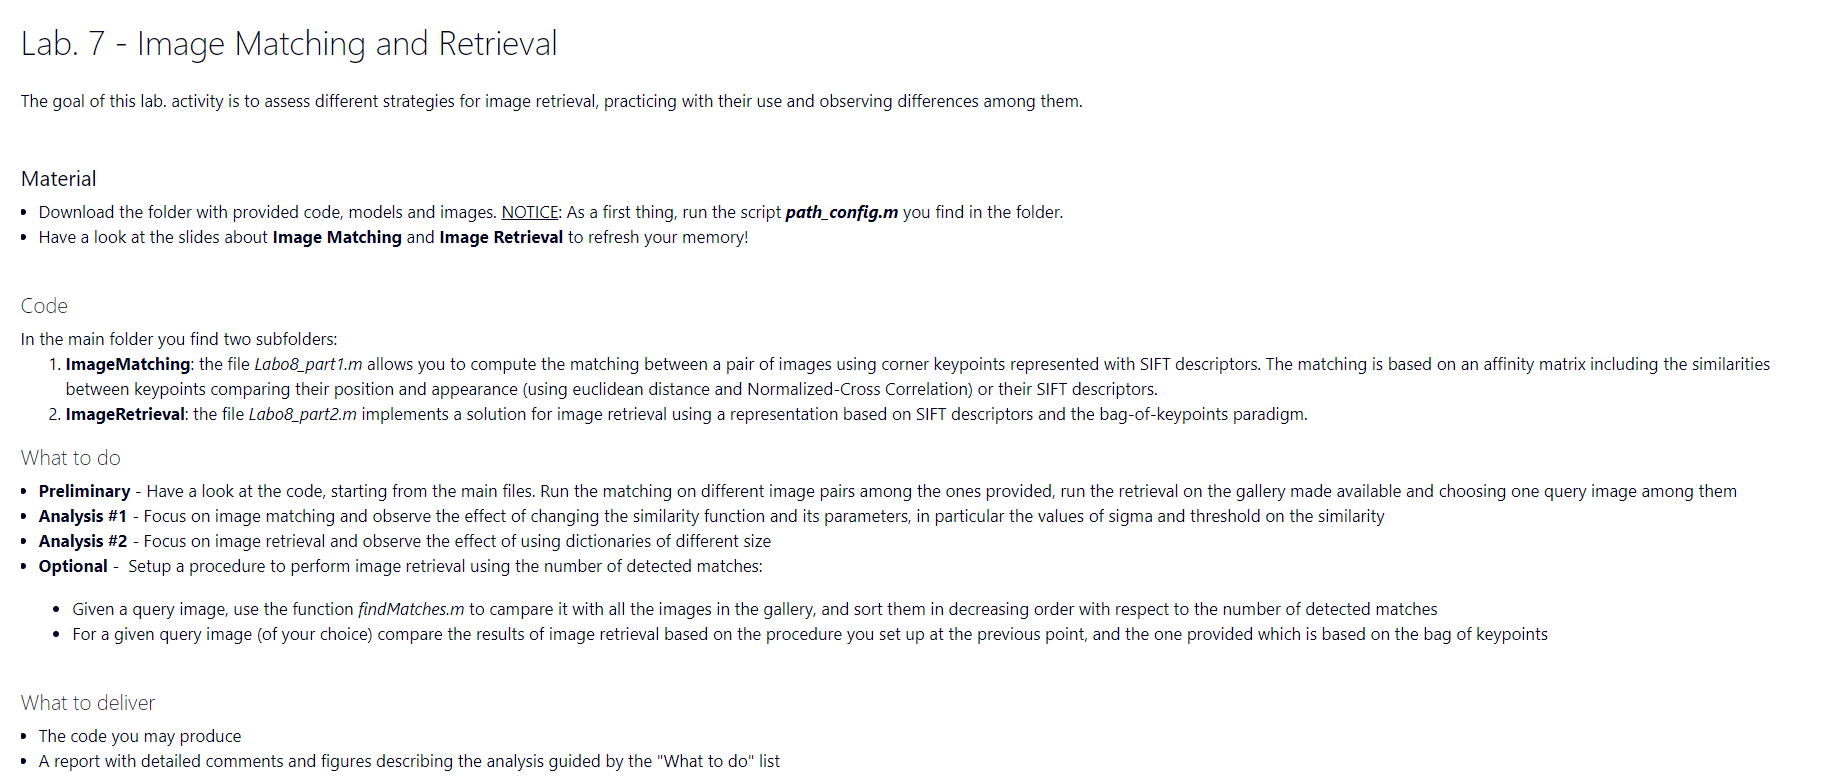 Lab. 7 - Image Matching and Retrieval
The goal of this lab. activity is to assess different strategies for image retrieval, practicing with their use and observing differences among them.
Material
• Download the folder with provided code, models and images. NOTICE: As a first thing, run the script path_config.m you find in the folder.
• Have a look at the slides about Image Matching and Image Retrieval to refresh your memory!
Code
In the main folder you find two subfolders:
1. ImageMatching: the file Labo8_part1.m allows you to compute the matching between a pair of images using corner keypoints represented with SIFT descriptors. The matching is based on an affinity matrix including the similarities
between keypoints comparing their position and appearance (using euclidean distance and Normalized-Cross Correlation) or their SIFT descriptors.
2. ImageRetrieval: the file Labo8_part2.m implements a solution for image retrieval using a representation based on SIFT descriptors and the bag-of-keypoints paradigm.
What to do
• Preliminary - Have a look at the code, starting from the main files. Run the matching on different image pairs among the ones provided, run the retrieval on the gallery made available and choosing one query image among them
• Analysis #1 - Focus on image matching and observe the effect of changing the similarity function and its parameters, in particular the values of sigma and threshold on the similarity
• Analysis #2 - Focus on image retrieval and observe the effect of using dictionaries of different size
• Optional - Setup a procedure to perform image retrieval using the number of detected matches:
• Given a query image, use the function findMatches.m to campare it with all the images in the gallery, and sort them in decreasing order with respect to the number of detected matches
• For a given query image (of your choice) compare the results of image retrieval based on the procedure you set up at the previous point, and the one provided which is based on the bag of keypoints
What to deliver
• The code you may produce
• A report with detailed comments and figures describing the analysis guided by the "What to do" list